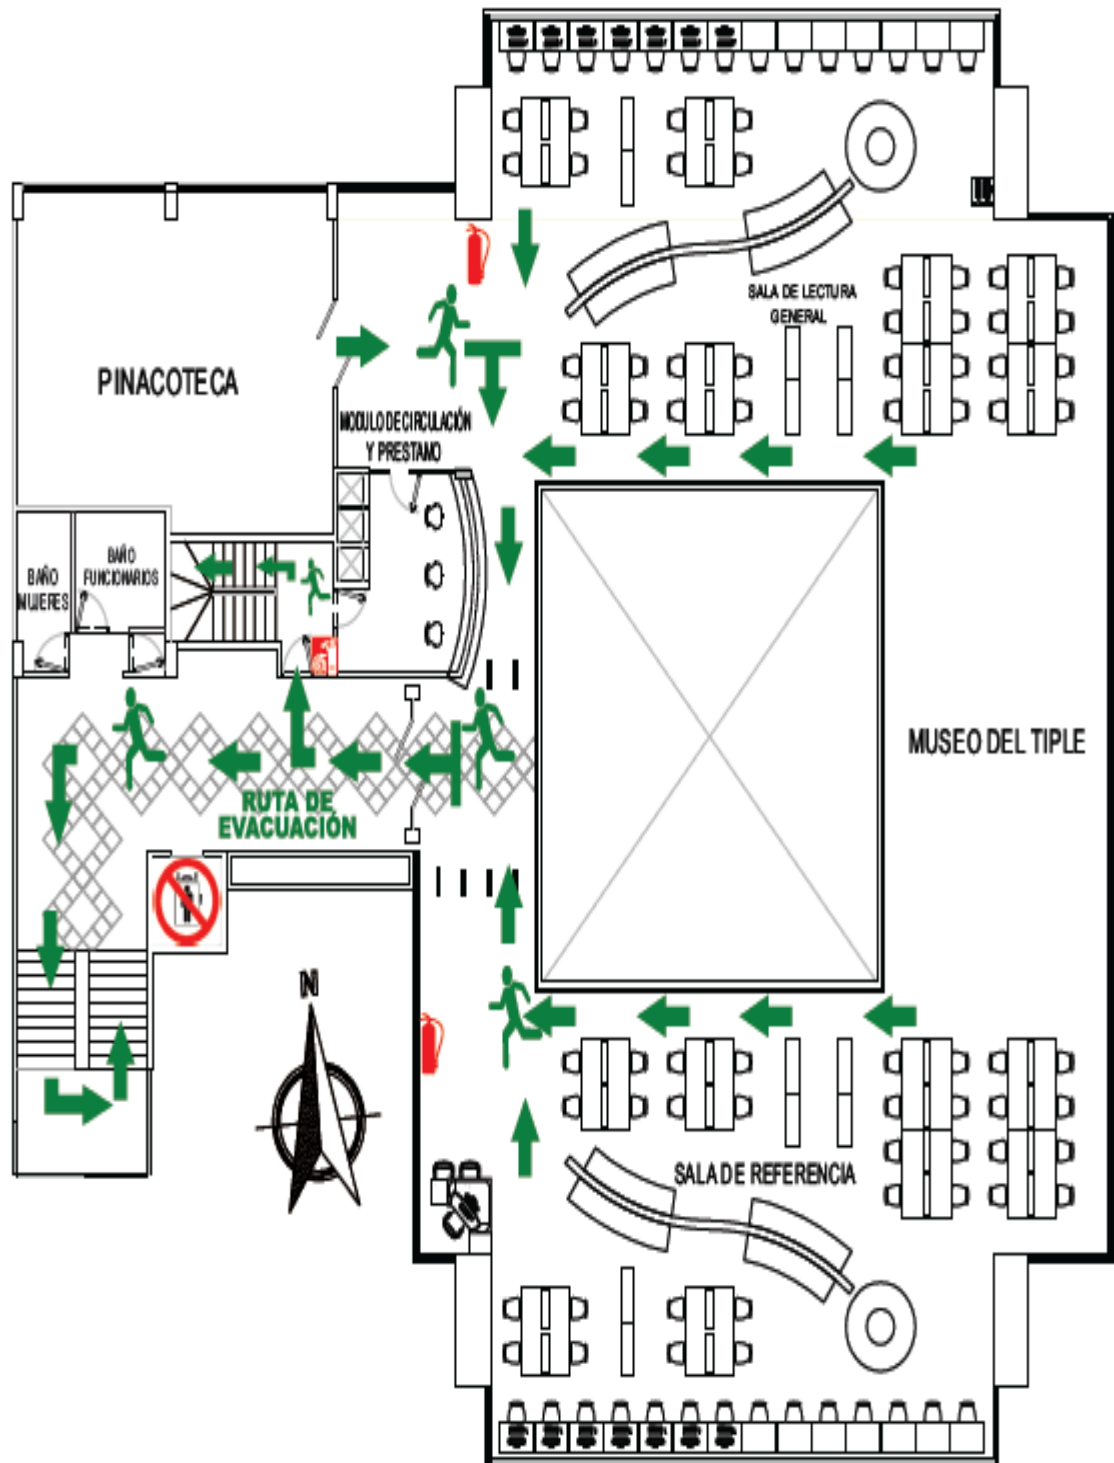 SALA DE LECTURA
GENERAL
PINACOTECA
MODULO DE CIRCULACIÓN
Y PRESTAMO
BAÑO
MUJERES
BAÑO
FUNCIONARIOS
MUSEO DEL TIPLE
RUTA DE
EVACUACIÓN
N
SALA DE REFERENCIA